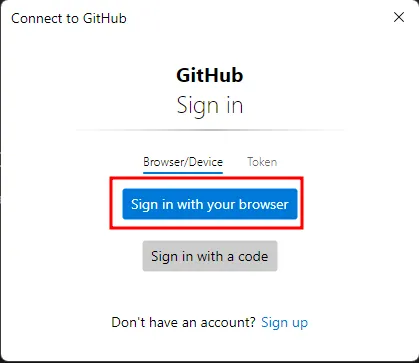 Connect to GitHub
GitHub
Sign in
Browser/Device Token
Sign in with your browser
Sign in with a code
Don't have an account? Sign up